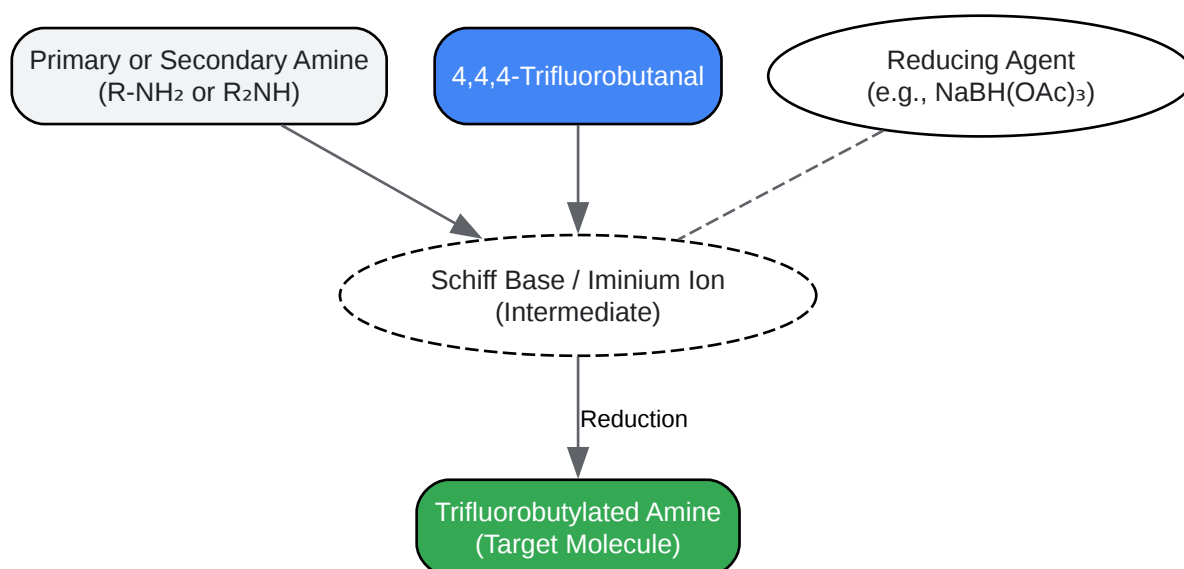 Primary or Secondary Amine
(R-NH₂ or R₂NH)
4,4,4-Trifluorobutanal
Reducing Agent
(e.g., NaBH(OAc)₃)
Schiff Base / Iminium Ion
(Intermediate)
Reduction
Trifluorobutylated Amine
(Target Molecule)